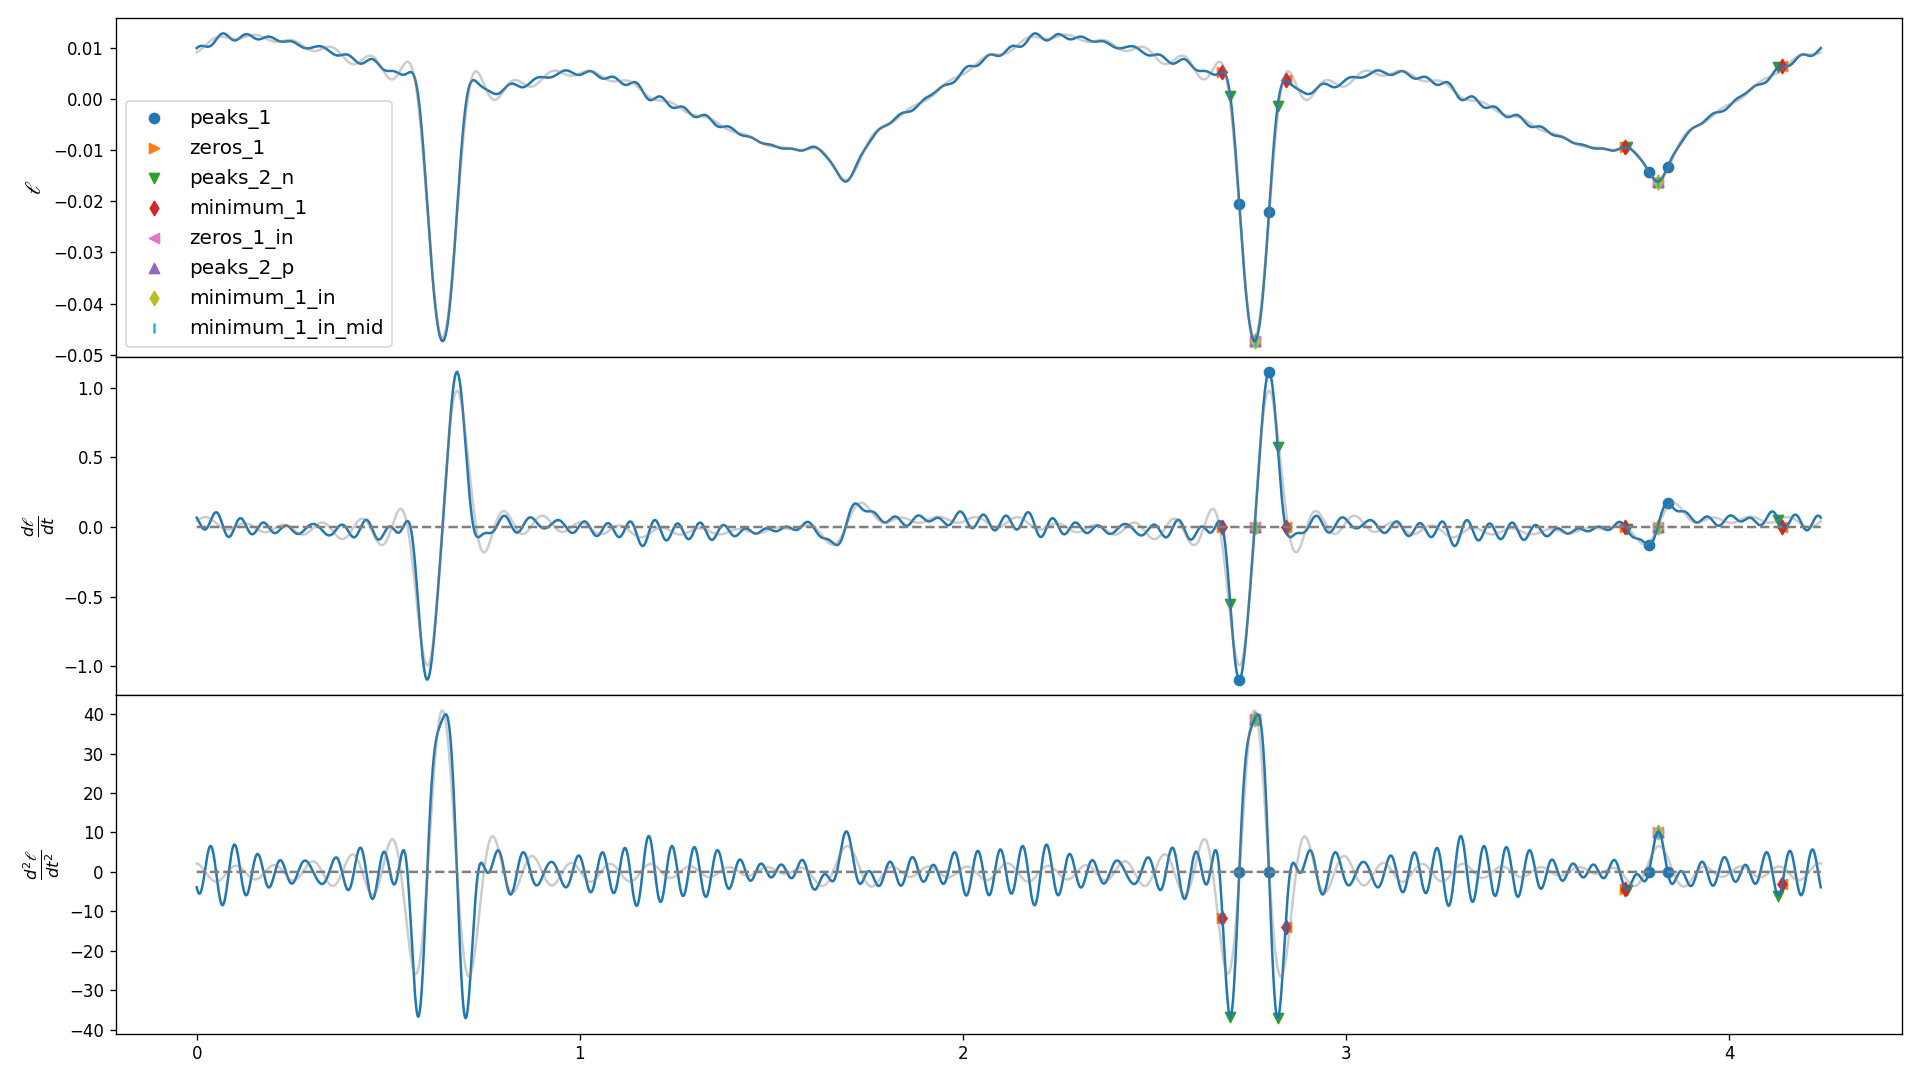 0.01
0.00
−0.01
−0.02
−0.03
−0.04
−0.05
ℓ
peaks_1
zeros_1
peaks_2_n
minimum_1
zeros_1_in
peaks_2_p
minimum_1_in
minimum_1_in_mid
1.0
0.5
0.0
−0.5
−1.0
dℓ
dt
40
30
20
10
0
−10
−20
−30
−40
d²ℓ
dt²
0 1 2 3 4